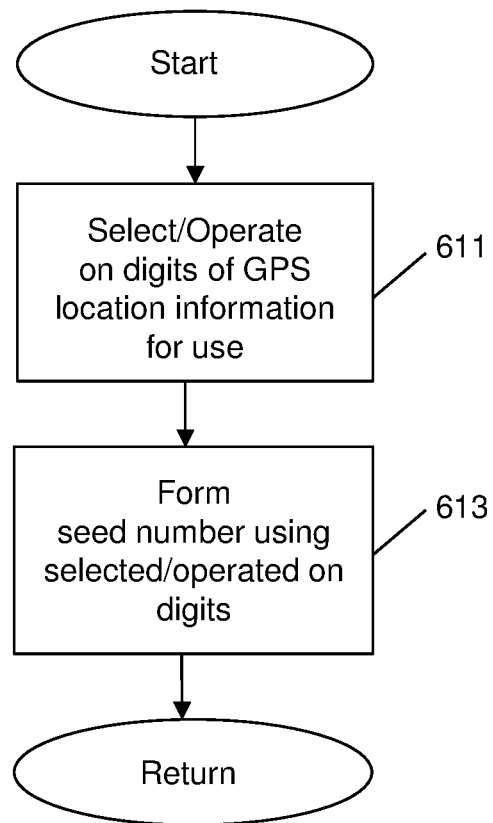 Start
Select/Operate
on digits of GPS
location information
for use
611
Form
seed number using
selected/operated on
digits
613
Return